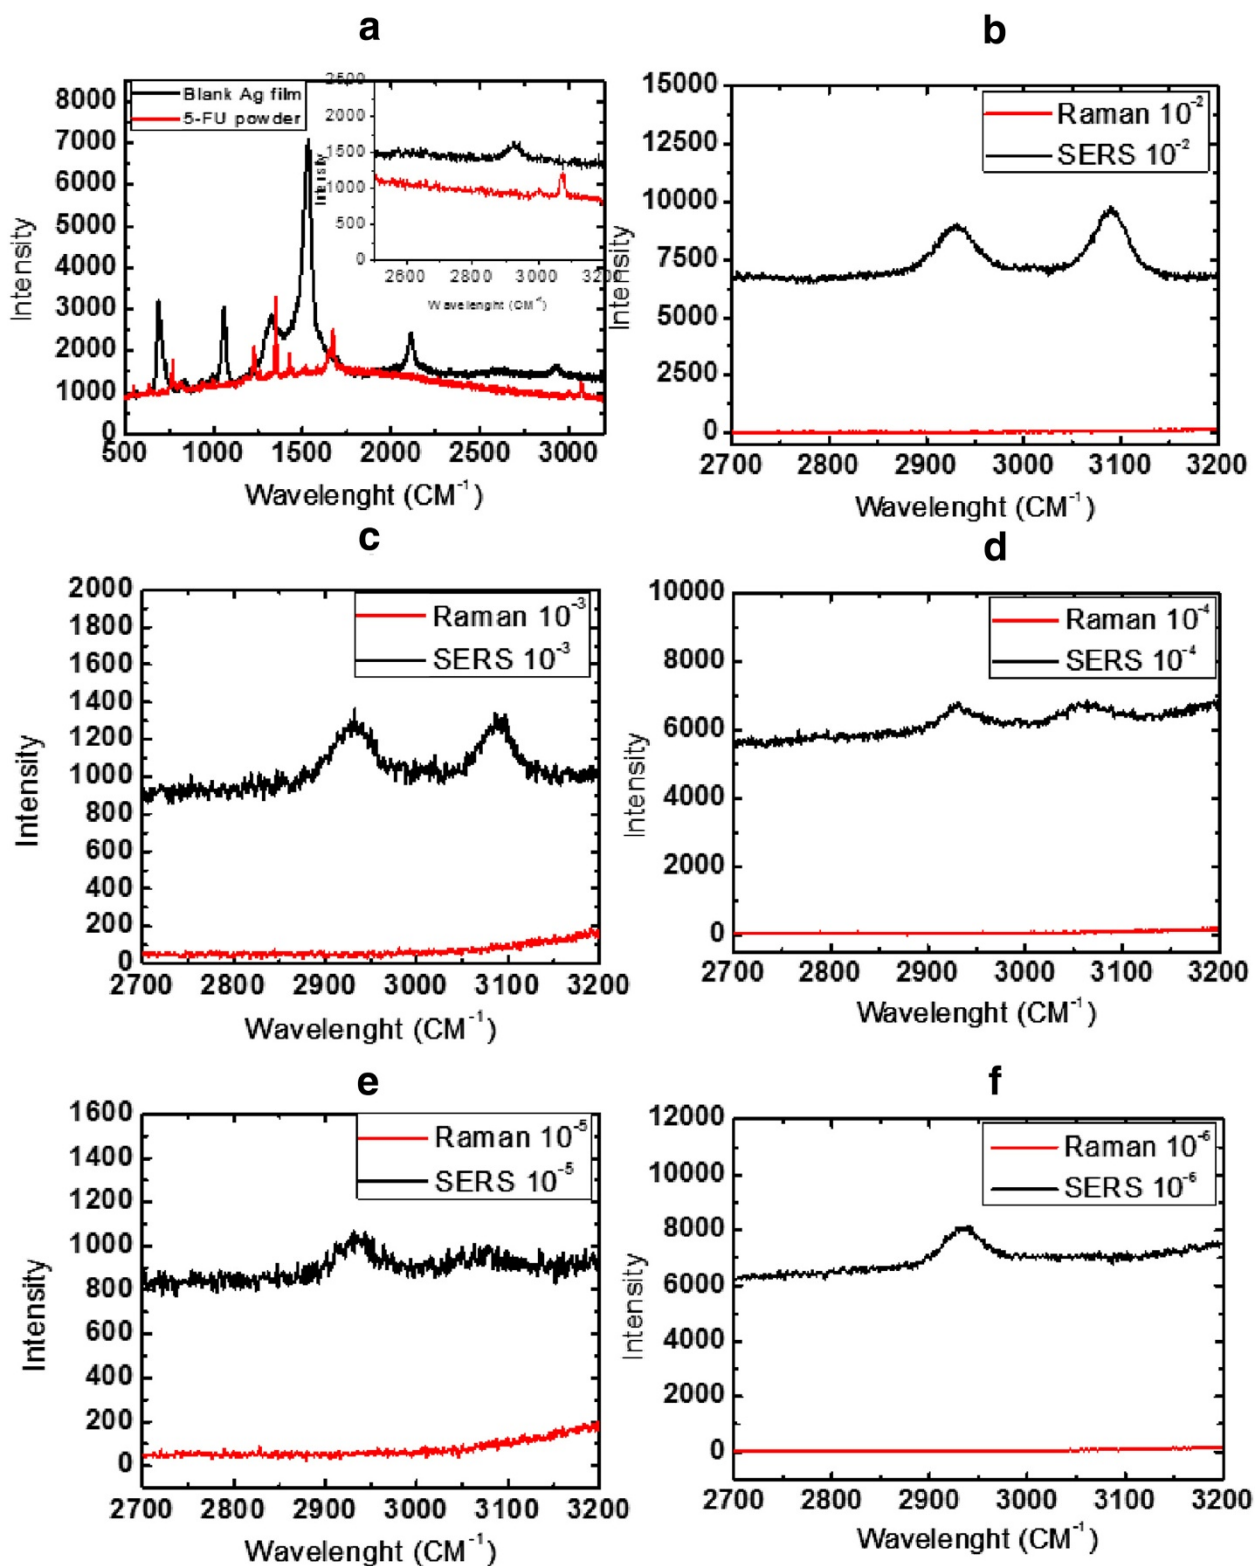 a
8000
7000
6000
5000
4000
3000
2000
1000
0
Intensity
Blank Ag film
5-FU powder
2500
2000
1500
1000
500
0
Intensity
2600 2800 3000 3200
Wavelenght (CM⁻¹)
500 1000 1500 2000 2500 3000
Wavelenght (CM⁻¹)
b
15000
12500
10000
7500
5000
2500
0
Intensity
Raman 10⁻²
SERS 10⁻²
2700 2800 2900 3000 3100 3200
Wavelenght (CM⁻¹)
c
2000
1800
1600
1400
1200
1000
800
600
400
200
0
Intensity
Raman 10⁻³
SERS 10⁻³
2700 2800 2900 3000 3100 3200
Wavelenght (CM⁻¹)
d
10000
8000
6000
4000
2000
0
Intensity
Raman 10⁻⁴
SERS 10⁻⁴
2700 2800 2900 3000 3100 3200
Wavelenght (CM⁻¹)
e
1600
1400
1200
1000
800
600
400
200
0
Intensity
Raman 10⁻⁵
SERS 10⁻⁵
2700 2800 2900 3000 3100 3200
Wavelenght (CM⁻¹)
f
12000
10000
8000
6000
4000
2000
0
Intensity
Raman 10⁻⁶
SERS 10⁻⁶
2700 2800 2900 3000 3100 3200
Wavelenght (CM⁻¹)